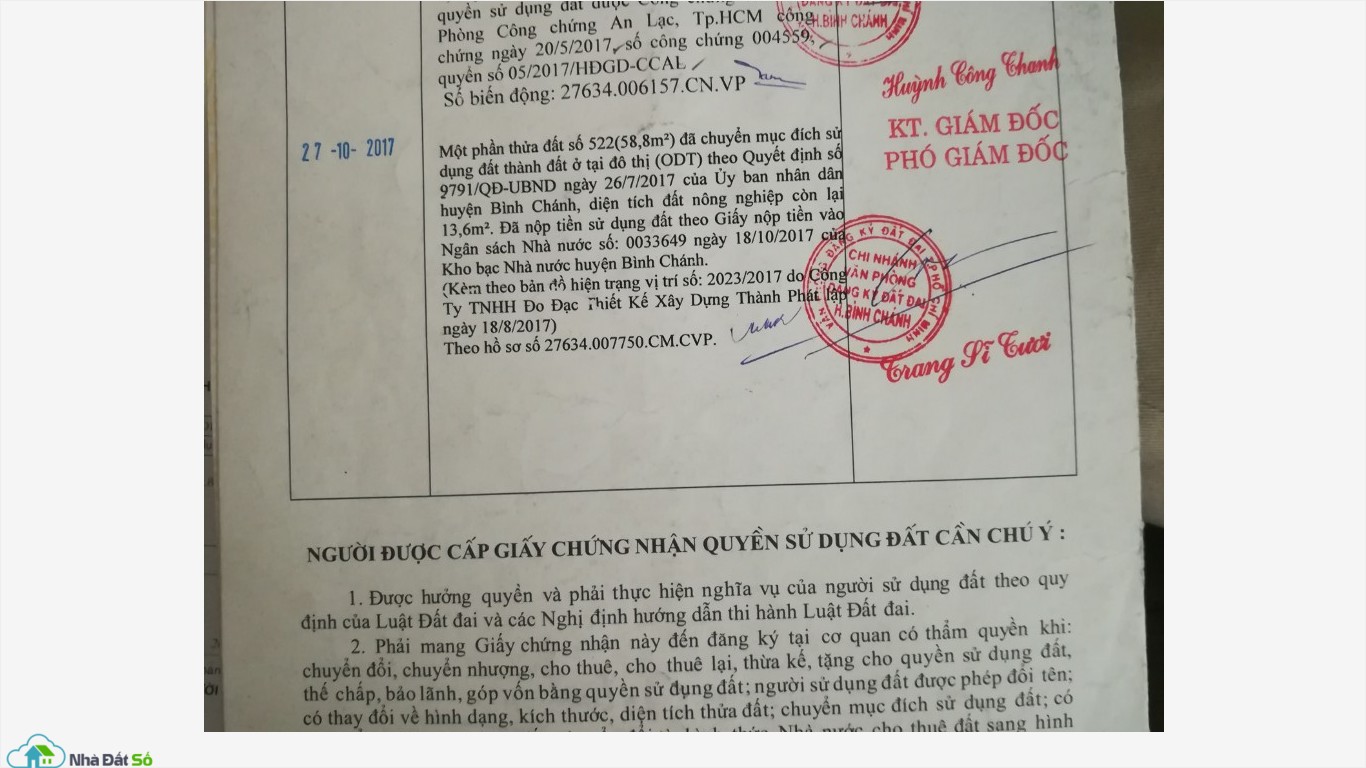 quyền sử dụng đất được Công
Phòng Công chứng An Lạc, Tp.HCM công
chứng ngày 20/5/2017, số công chứng 004559,
quyển số 05/2017/HĐGD-CCAL
Số biến động: 27634.006157.CN.VP
H.BÌNH CHÁNH
Huỳnh Công Thanh
27-10-2017
Một phần thửa đất số 522(58,8m²) đã chuyển mục đích sử
dụng đất thành đất ở tại đô thị (ODT) theo Quyết định số
9791/QĐ-UBND ngày 26/7/2017 của Ủy ban nhân dân
huyện Bình Chánh, diện tích đất nông nghiệp còn lại
13,6m². Đã nộp tiền sử dụng đất theo Giấy nộp tiền vào
Ngân sách Nhà nước số: 0033649 ngày 18/10/2017 của
Kho bạc Nhà nước huyện Bình Chánh.
(Kèm theo bản đồ hiện trạng vị trí số: 2023/2017 do Công
Ty TNHH Đo Đạc Thiết Kế Xây Dựng Thành Phát lập
ngày 18/8/2017)
Theo hồ sơ số 27634.007750.CM.CVP.
KT. GIÁM ĐỐC
PHÓ GIÁM ĐỐC
CHI NHÁNH
VĂN PHÒNG
ĐĂNG KÝ ĐẤT ĐAI
H.BÌNH CHÁNH
Trang Sĩ Tươi
NGƯỜI ĐƯỢC CẤP GIẤY CHỨNG NHẬN QUYỀN SỬ DỤNG ĐẤT CẦN CHÚ Ý :
1. Được hưởng quyền và phải thực hiện nghĩa vụ của người sử dụng đất theo quy
định của Luật Đất đai và các Nghị định hướng dẫn thi hành Luật Đất đai.
2. Phải mang Giấy chứng nhận này đến đăng ký tại cơ quan có thẩm quyền khi:
chuyển đổi, chuyển nhượng, cho thuê, cho thuê lại, thừa kế, tặng cho quyền sử dụng đất,
thế chấp, bảo lãnh, góp vốn bằng quyền sử dụng đất; người sử dụng đất được phép đổi tên;
có thay đổi về hình dạng, kích thước, diện tích thửa đất; chuyển mục đích sử dụng đất; có
Nhà nước cho thuê đất sang hình
Nhà Đất Số